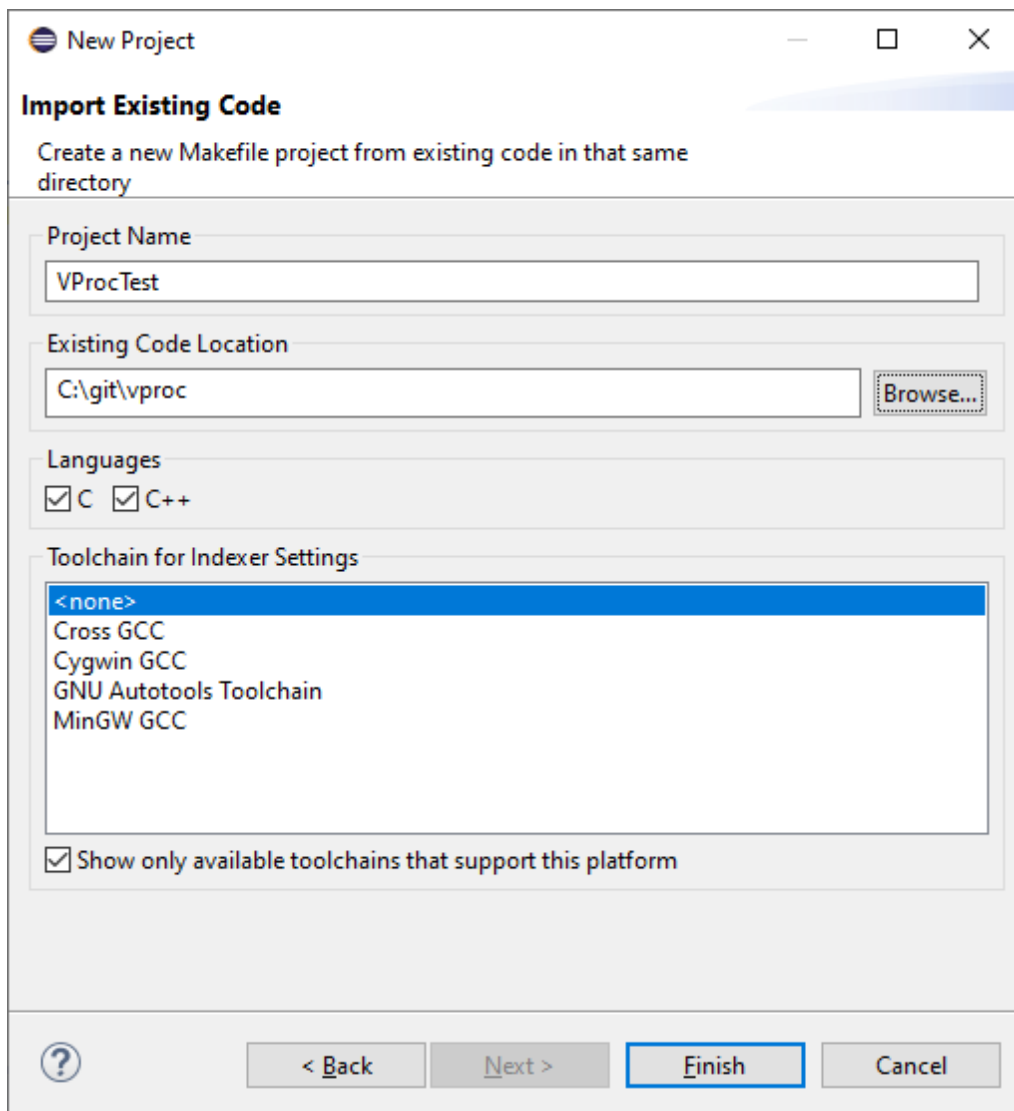 New Project
Import Existing Code
Create a new Makefile project from existing code in that same
directory
Project Name
VProcTest
Existing Code Location
C:\git\vproc
Browse...
Languages
C C++
Toolchain for Indexer Settings
<none>
Cross GCC
Cygwin GCC
GNU Autotools Toolchain
MinGW GCC
Show only available toolchains that support this platform
? < Back Next > Finish Cancel